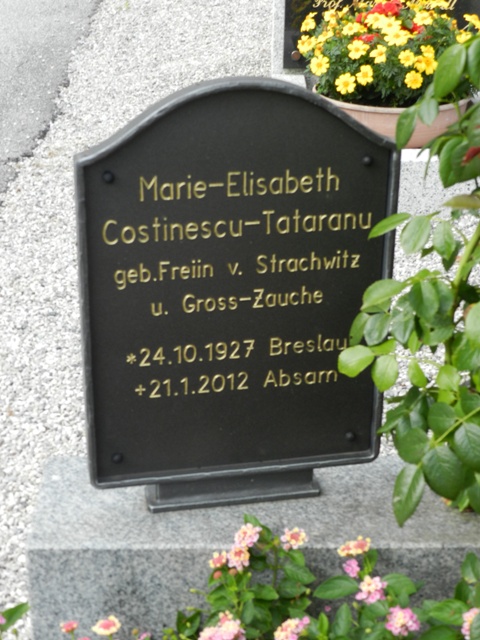 Marie-Elisabeth
Costinescu-Tataranu
geb.Freiin v. Strachwitz
u. Gross-Zauche
*24.10.1927 Breslau
+21.1.2012 Absam